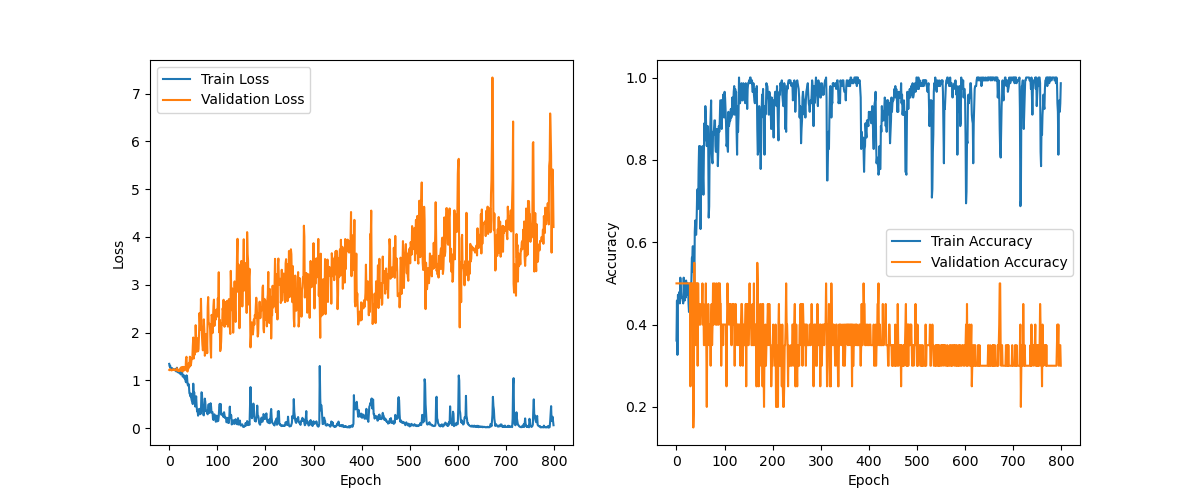 Train Loss
Validation Loss
7
6
5
4
3
2
1
0
Loss
0 100 200 300 400 500 600 700 800
Epoch
1.0
0.8
0.6
0.4
0.2
Accuracy
Train Accuracy
Validation Accuracy
0 100 200 300 400 500 600 700 800
Epoch